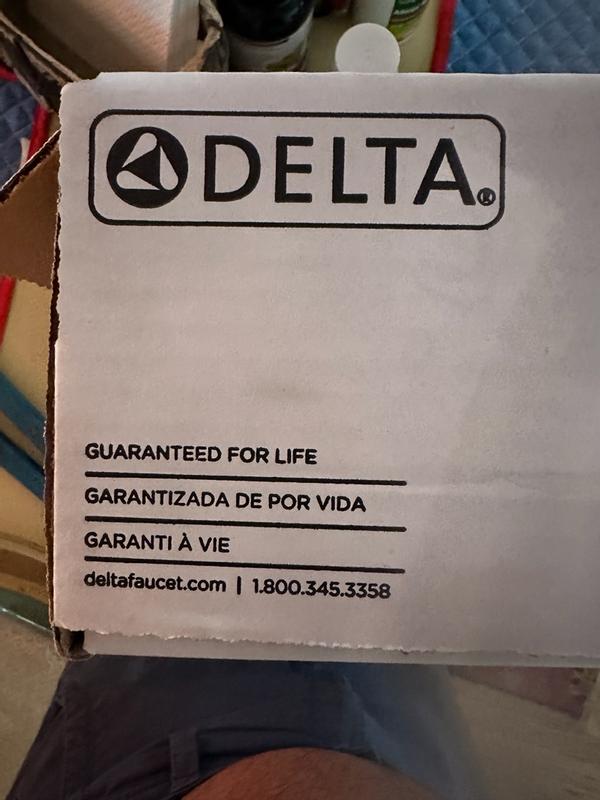 DELTA®
GUARANTEED FOR LIFE
GARANTIZADA DE POR VIDA
GARANTI À VIE
deltafaucet.com | 1.800.345.3358